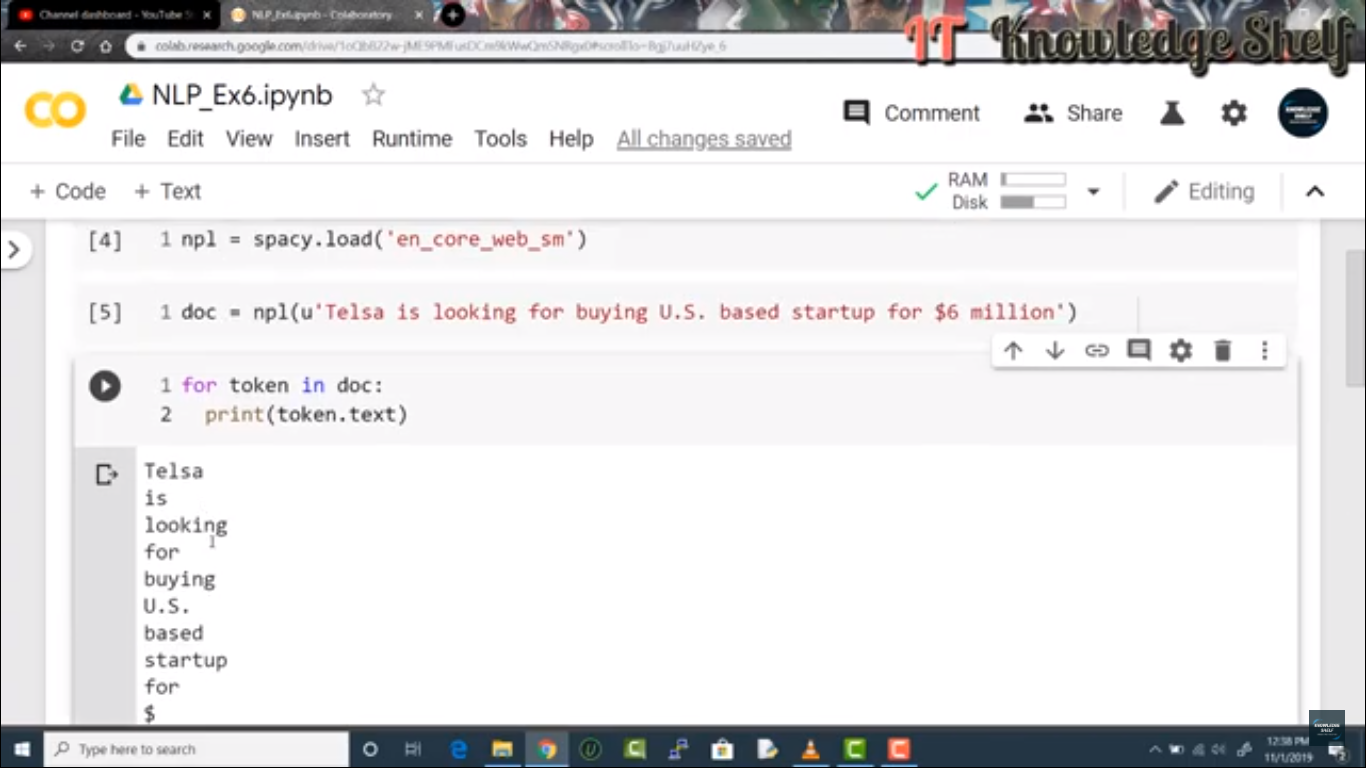 Channel dashboard - YouTube S
NLP_Ex6.ipynb - Colaboratory
IT Knowledge Shelf
NLP_Ex6.ipynb
Comment
Share
File Edit View Insert Runtime Tools Help All changes saved
+ Code + Text
RAM
Disk
Editing
[4] 1 npl = spacy.load('en_core_web_sm')
[5] 1 doc = npl(u'Telsa is looking for buying U.S. based startup for $6 million')
1 for token in doc:
2 print(token.text)
Telsa
is
looking
for
buying
U.S.
based
startup
for
$
Type here to search
12:38 PM
11/1/2019